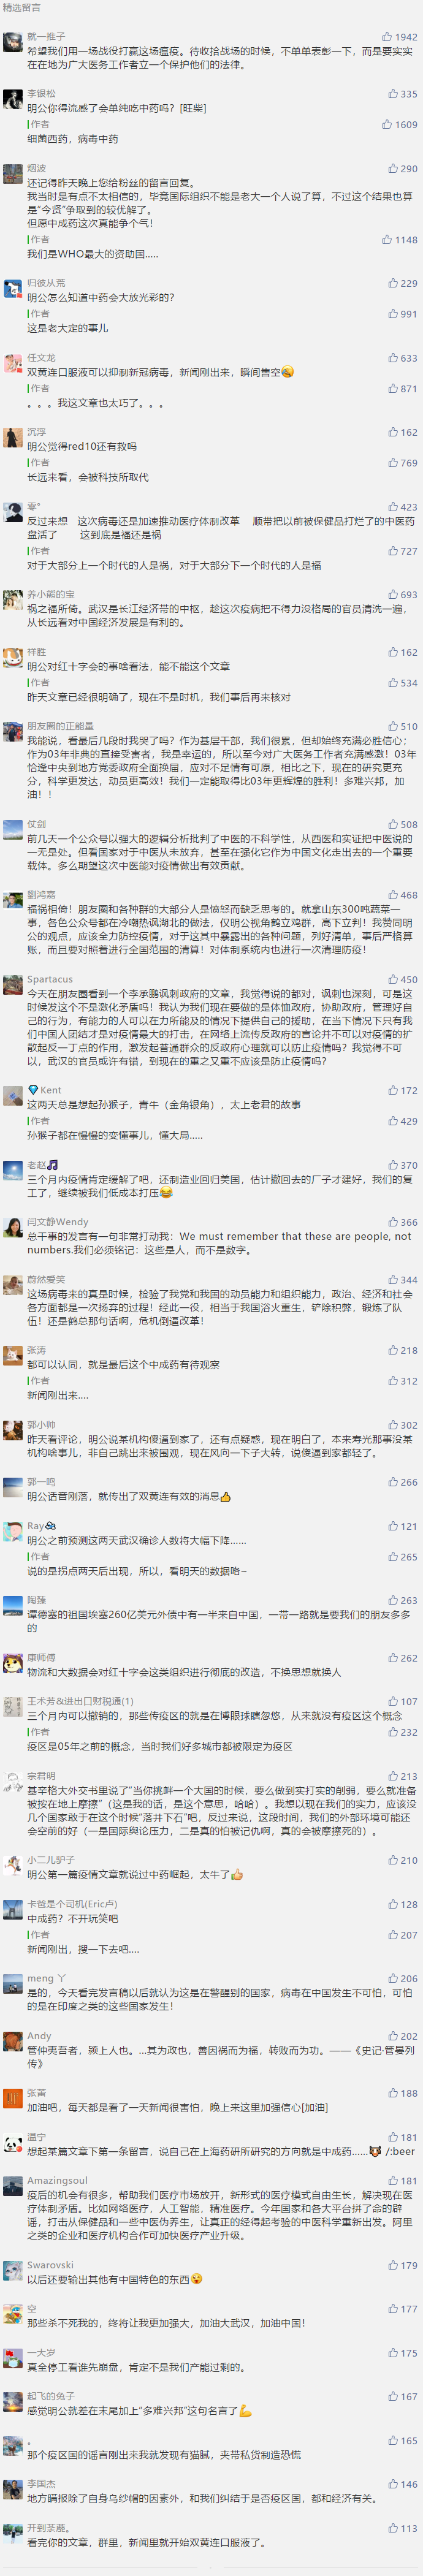 精选留言
就一推子 1942
希望我们用一场战役打赢这场瘟疫。待收拾战场的时候，不单单表彰一下，而是要实实
在在地为广大医务工作者立一个保护他们的法律。
李银松 335
明公你得流感了会单纯吃中药吗？[旺柴]
作者 1609
细菌西药，病毒中药
烟波 290
还记得昨天晚上您给粉丝的留言回复。
我当时是有点不太相信的，毕竟国际组织不能是老大一个人说了算，不过这个结果也算
是“今贤”争取到的较优解了。
但愿中成药这次真能争个气！
作者 1148
我们是WHO最大的资助国.....
归彼从荒 229
明公怎么知道中药会大放光彩的？
作者 991
这是老大定的事儿
任文龙 633
双黄连口服液可以抑制新冠病毒，新闻刚出来，瞬间售空😂
作者 871
。。。我这文章也太巧了。。。
沉浮 162
明公觉得red10还有救吗
作者 769
长远来看，会被科技所取代
零° 423
反过来想 这次病毒还是加速推动医疗体制改革 顺带把以前被保健品打烂了的中医药
盘活了 这到底是福还是祸
作者 727
对于大部分上一个时代的人是祸，对于大部分下一个时代的人是福
养小熊的宝 693
祸之福所倚。武汉是长江经济带的中枢，趁这次疫病把不得力没格局的官员清洗一遍，
从长远看对中国经济发展是有利的。
祥胜 162
明公对红十字会的事啥看法，能不能这个文章
作者 534
昨天文章已经很明确了，现在不是时机，我们事后再来核对
朋友圈的正能量 510
我能说，看最后几段时我哭了吗？作为基层干部，我们很累，但却始终充满必胜信心；
作为03年非典的直接受害者，我是幸运的，所以至今对广大医务工作者充满感激！03年
恰逢中央到地方党委政府全面换届，应对不足情有可原，相比之下，现在的研究更充
分，科学更发达，动员更高效！我们一定能取得比03年更辉煌的胜利！多难兴邦，加
油！！
仗剑 508
前几天一个公众号以强大的逻辑分析批判了中医的不科学性，从西医和实证把中医说的
一无是处。但看国家对于中医从未放弃，甚至在强化它作为中国文化走出去的一个重要
载体。多么期望这次中医能对疫情做出有效贡献。
劉鸿嘉 468
福祸相倚！朋友圈和各种群的大部分人是愤怒而缺乏思考的。就拿山东300吨蔬菜一
事，各色公众号都在冷嘲热讽湖北的做法，仅明公视角鹤立鸡群，高下立判！我赞同明
公的观点，应该全力防控疫情，对于这其中暴露出的各种问题，列好清单，事后严格算
账，而且要对照着进行全国范围的清算！对体制系统内也进行一次清理防疫！
Spartacus 450
今天在朋友圈看到一个李承鹏讽刺政府的文章，我觉得说的都对，讽刺也深刻，可是这
时候发这个不是激化矛盾吗！我认为我们现在要做的是体恤政府，协助政府，管理好自
己的行为，有能力的人可以在力所能及的情况下提供自己的援助，在当下情况下只有我
们中国人团结才是对疫情最大的打击，在网络上流传反政府的言论并不可以对疫情的扩
散起反一丁点的作用，激发起普通群众的反政府心理就可以防止疫情吗？我觉得不可
以，武汉的官员或许有错，到现在的重之又重不应该是防止疫情吗？
💎Kent 172
这两天总是想起孙猴子，青牛（金角银角），太上老君的故事
作者 429
孙猴子都在慢慢的变懂事儿，懂大局.....
老赵🎵 370
三个月内疫情肯定缓解了吧，还制造业回归美国，估计撤回去的厂子才建好，我们的复
工了，继续被我们低成本打压😂
闫文静Wendy 366
总干事的发言有一句非常打动我：We must remember that these are people, not
numbers.我们必须铭记：这些是人，而不是数字。
蔚然爱笑 344
这场病毒来的真是时候，检验了我党和我国的动员能力和组织能力，政治、经济和社会
各方面都是一次扬弃的过程！经此一役，相当于我国浴火重生，铲除积弊，锻炼了队
伍！还是鹤总那句话啊，危机倒逼改革！
张涛 218
都可以认同，就是最后这个中成药有待观察
作者 312
新闻刚出来....
郭小帅 302
昨天看评论，明公说某机构傻逼到家了，还有点疑惑，现在明白了，本来寿光那事没某
机构啥事儿，非自己跳出来被围观，现在风向一下子大转，说傻逼到家都轻了。
郭一鸣 266
明公话音刚落，就传出了双黄连有效的消息👍
Ray 121
明公之前预测这两天武汉确诊人数将大幅下降......
作者 265
说的是拐点两天后出现，所以，看明天的数据唔~
陶臻 263
谭德塞的祖国埃塞260亿美元外债中有一半来自中国，一带一路就是要我们的朋友多多
的
康师傅 262
物流和大数据会对红十字会这类组织进行彻底的改造，不换思想就换人
王术芳&进出口财税通(1) 107
三个月内可以撤销的，那些传疫区的就是在博眼球瞎忽悠，从来就没有疫区这个概念
作者 232
疫区是05年之前的概念，当时我们好多城市都被限定为疫区
宗君明 213
基辛格大外交书里说了“当你挑衅一个大国的时候，要么做到实打实的削弱，要么就准备
被按在地上摩擦”（这是我的话，是这个意思，哈哈）。我想以现在我们的实力，应该没
几个国家敢于在这个时候“落井下石”吧，反过来说，这段时间，我们的外部环境可能还
会空前的好（一是国际舆论压力，二是真的怕被记仇啊，真的会被摩擦死的）。
小二儿驴子 210
明公第一篇疫情文章就说过中药崛起，太牛了👍
卡爸是个司机(Eric卢) 128
中成药？不开玩笑吧
作者 207
新闻刚出，搜一下去吧....
meng 丫 206
是的，今天看完发言稿以后就认为这是在警醒别的国家，病毒在中国发生不可怕，可怕
的是在印度之类的这些国家发生！
Andy 202
管仲夷吾者，颍上人也。...其为政也，善因祸而为福，转败而为功。——《史记·管晏列
传》
张蕾 188
加油吧，每天都是看了一天新闻很害怕，晚上来这里加强信心[加油]
温宁 181
想起某篇文章下第一条留言，说自己在上海药研所研究的方向就是中成药......🐶 /:beer
Amazingsoul 181
疫后的机会有很多，帮助我们医疗市场放开，新形式的医疗模式自由生长，解决现在医
疗体制矛盾。比如网络医疗，人工智能，精准医疗。今年国家和各大平台拼了命的辟
谣，打击从保健品和一些中医伪养生，让真正的经得起考验的中医科学重新出发。阿里
之类的企业和医疗机构合作可加快医疗产业升级。
Swarovski 179
以后还要输出其他有中国特色的东西😮
空 177
那些杀不死我的，终将让我更加强大，加油大武汉，加油中国！
一大岁 175
真全停工看谁先崩盘，肯定不是我们产能过剩的。
起飞的兔子 167
感觉明公就差在末尾加上“多难兴邦”这句名言了💪
。 165
那个疫区国的谣言刚出来我就发现有猫腻，夹带私货制造恐慌
李国杰 146
地方瞒报除了自身乌纱帽的因素外，和我们纠结于是否疫区国，都和经济有关。
开到荼蘼。 113
看完你的文章，群里，新闻里就开始双黄连口服液了。